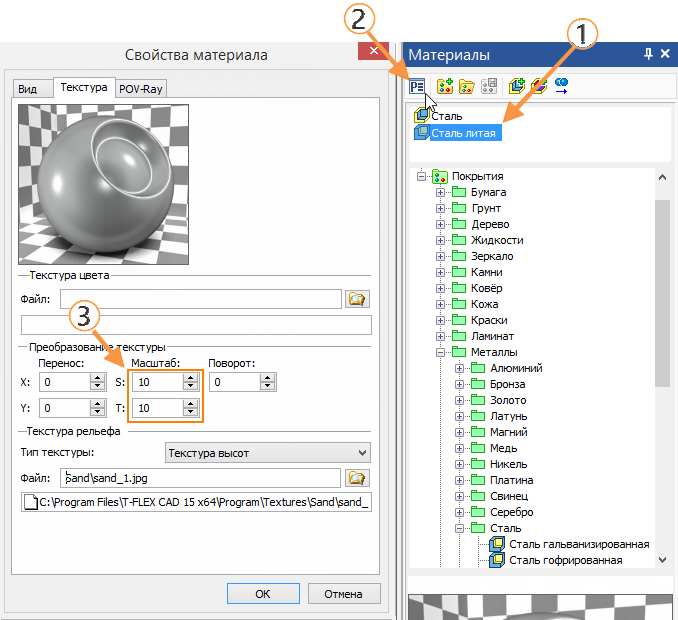 2
1
Свойства материала
Вид
Текстура
POV-Ray
Текстура цвета
Файл:
3
Преобразование текстуры
Перенос:
Масштаб:
Поворот:
X:
0
S:
10
0
Y:
0
T:
10
Текстура рельефа
Тип текстуры:
Текстура высот
Файл:
Sand\sand_1.jpg
C:\Program Files\T-FLEX CAD 15 x64\Program\Textures\Sand\sand_
OK
Отмена
Материалы
Сталь
Сталь литая
Покрытия
Бумага
Грунт
Дерево
Жидкости
Зеркало
Камни
Ковёр
Кожа
Краски
Ламинат
Металлы
Алюминий
Бронза
Золото
Латунь
Магний
Медь
Никель
Платина
Свинец
Серебро
Сталь
Сталь гальванизированная
Сталь гофрированная